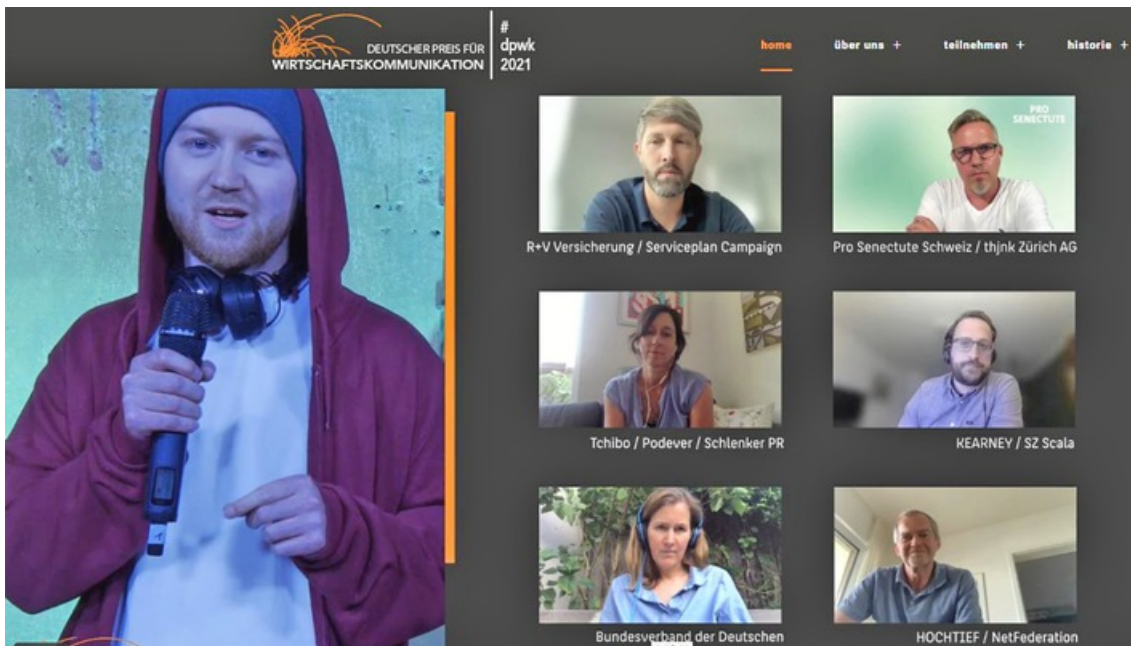 DEUTSCHER PREIS FÜR
WIRTSCHAFTSKOMMUNIKATION
#
dpwk
2021
home
über uns +
teilnehmen +
historie +
PRO
SENECTUTE
R+V Versicherung / Serviceplan Campaign
Pro Senectute Schweiz / thjnk Zürich AG
Tchibo / Podever / Schlenker PR
KEARNEY / SZ Scala
Bundesverband der Deutschen
HOCHTIEF / NetFederation